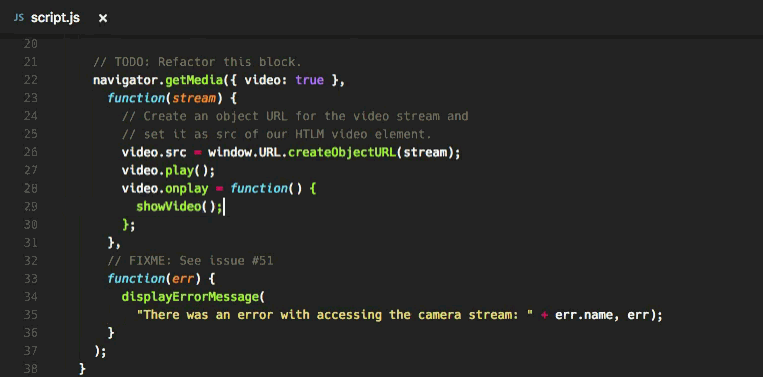 JS script.js ×
20
21 // TODO: Refactor this block.
22 navigator.getMedia({ video: true },
23 function(stream) {
24 // Create an object URL for the video stream and
25 // set it as src of our HTLM video element.
26 video.src = window.URL.createObjectURL(stream);
27 video.play();
28 video.onplay = function() {
29 showVideo();
30 };
31 },
32 // FIXME: See issue #51
33 function(err) {
34 displayErrorMessage(
35 "There was an error with accessing the camera stream: " + err.name, err);
36 }
37 );
38 }